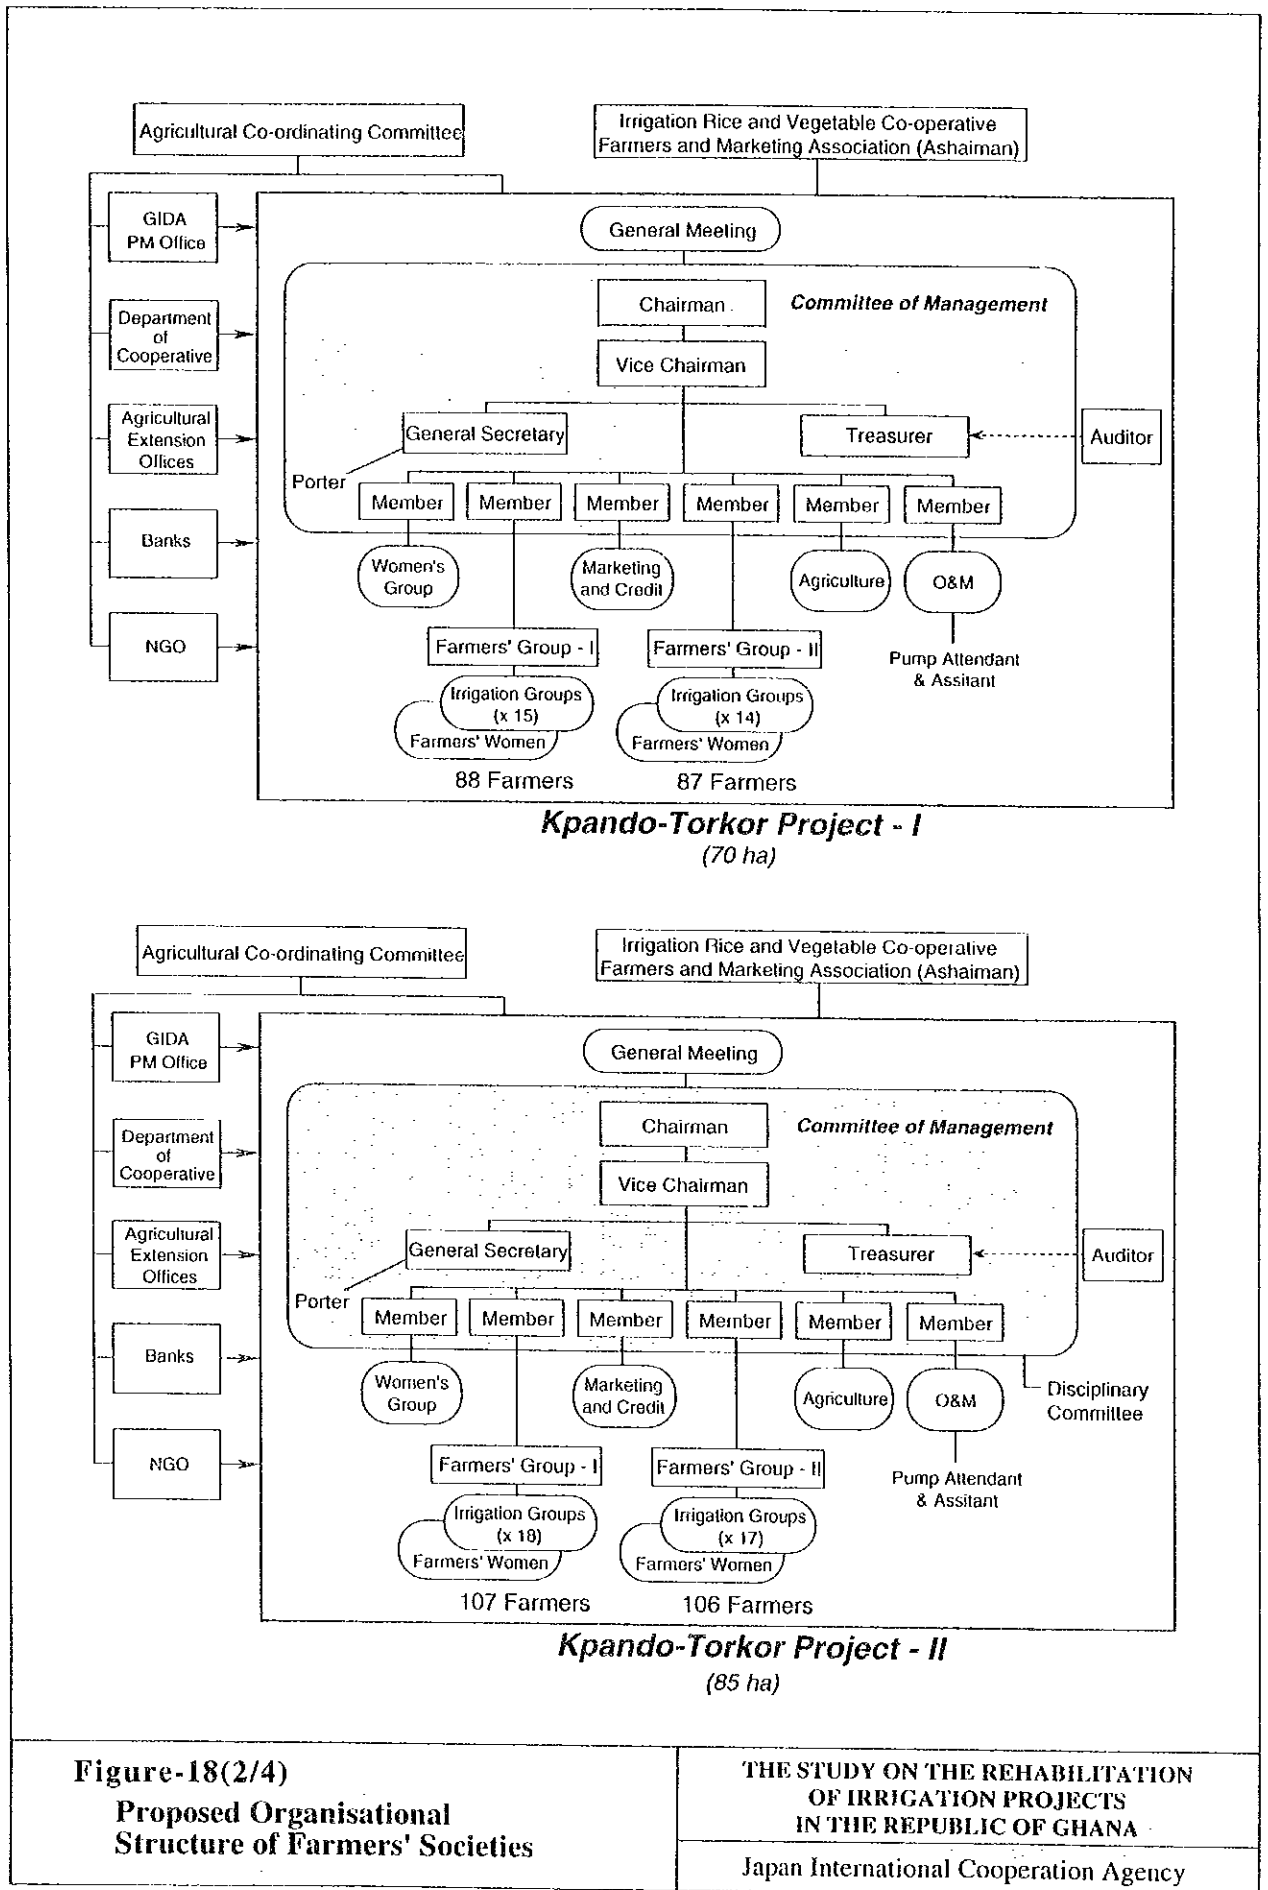 Agricultural Co-ordinating Committee
Irrigation Rice and Vegetable Co-operative
Farmers and Marketing Association (Ashaiman)
GIDA
PM Office
General Meeting
Chairman
Committee of Management
Department
of
Cooperative
Vice Chairman
Agricultural
Extension
Offices
General Secretary
Treasurer
Auditor
Porter
Member
Member
Member
Member
Member
Member
Banks
Women's
Group
Marketing
and Credit
Agriculture
O&M
NGO
Farmers' Group - I
Farmers' Group - II
Pump Attendant
& Assitant
Irrigation Groups
(x 15)
Farmers' Women
Irrigation Groups
(x 14)
Farmers' Women
88 Farmers
87 Farmers
Kpando-Torkor Project - I
(70 ha)
Agricultural Co-ordinating Committee
Irrigation Rice and Vegetable Co-operative
Farmers and Marketing Association (Ashaiman)
GIDA
PM Office
General Meeting
Chairman
Committee of Management
Department
of
Cooperative
Vice Chairman
Agricultural
Extension
Offices
General Secretary
Treasurer
Auditor
Porter
Member
Member
Member
Member
Member
Member
Banks
Women's
Group
Marketing
and Credit
Agriculture
O&M
Disciplinary
Committee
NGO
Farmers' Group - I
Farmers' Group - II
Pump Attendant
& Assitant
Irrigation Groups
(x 18)
Farmers' Women
Irrigation Groups
(x 17)
Farmers' Women
107 Farmers
106 Farmers
Kpando-Torkor Project - II
(85 ha)
Figure-18(2/4)
Proposed Organisational
Structure of Farmers' Societies
THE STUDY ON THE REHABILITATION
OF IRRIGATION PROJECTS
IN THE REPUBLIC OF GHANA
Japan International Cooperation Agency